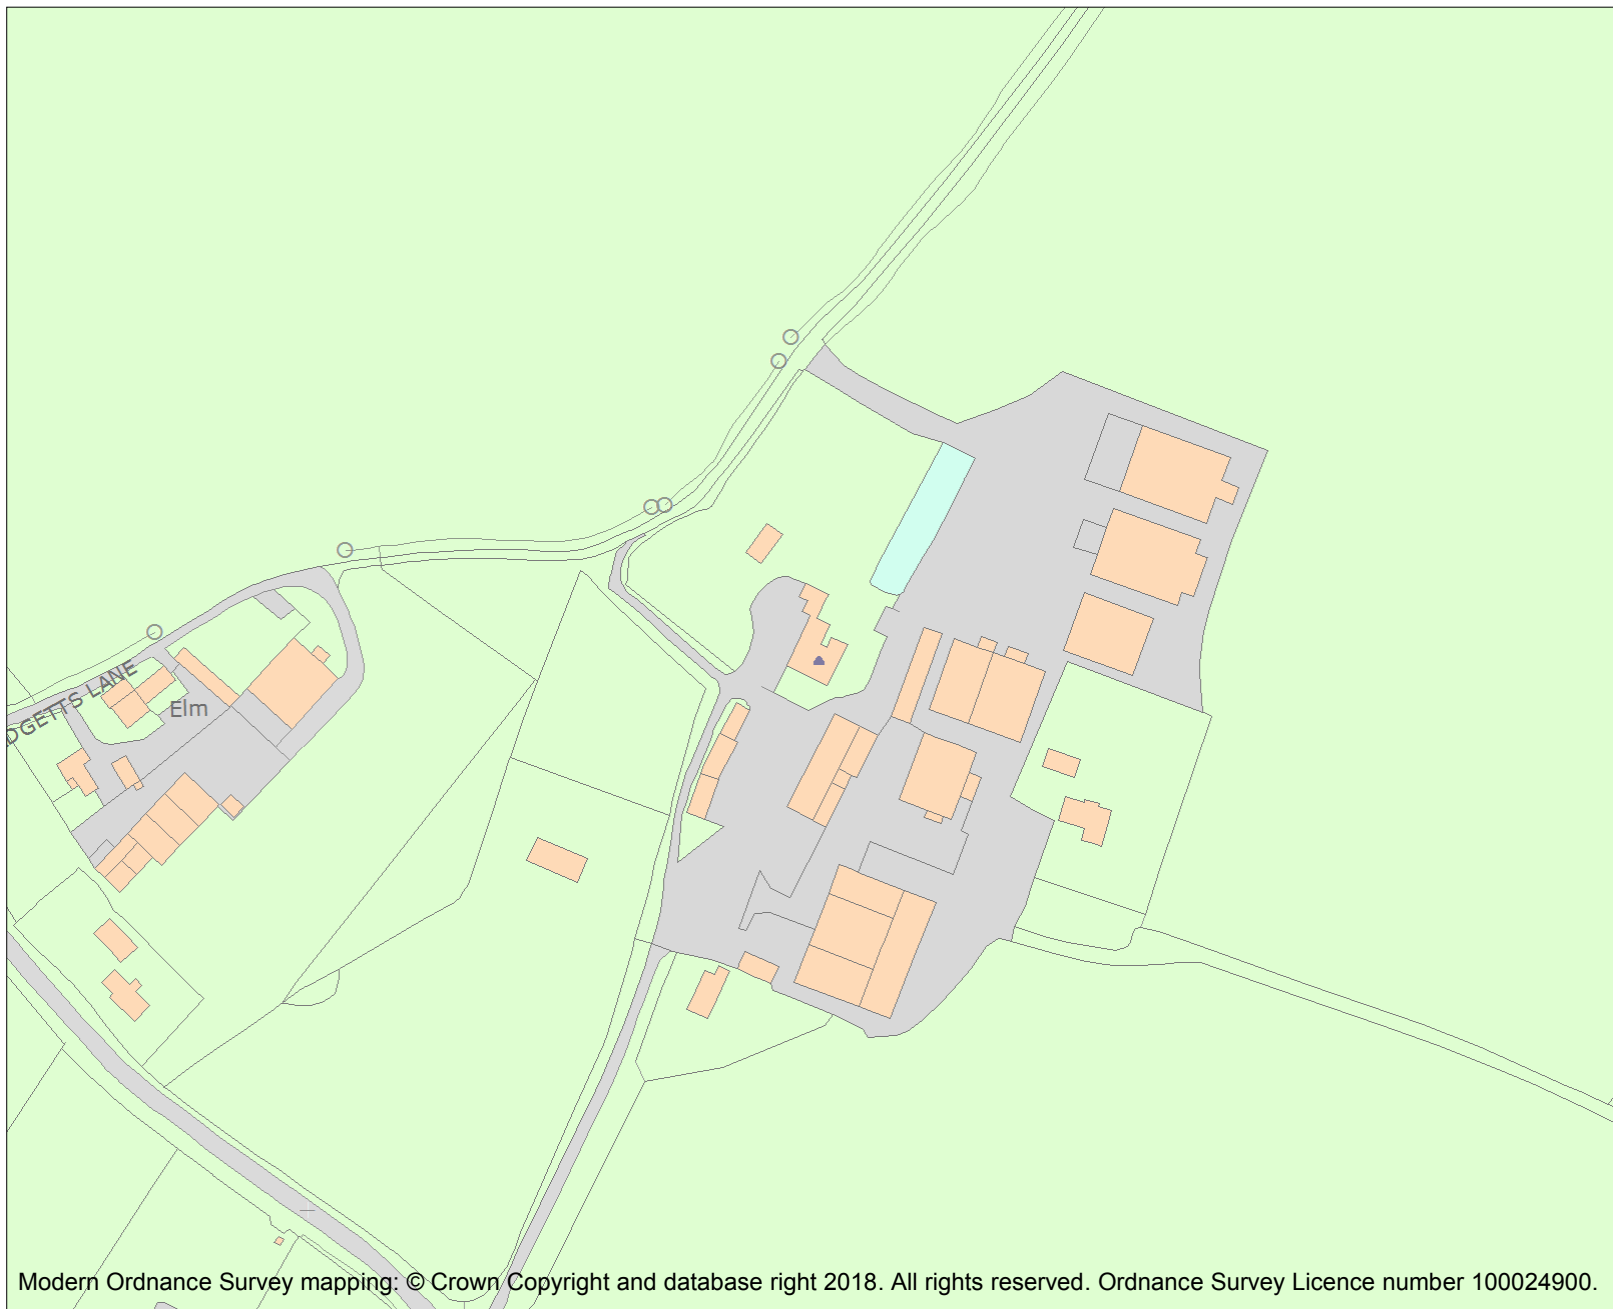 DGETTS LANE
Elm
Modern Ordnance Survey mapping: © Crown Copyright and database right 2018. All rights reserved. Ordnance Survey Licence number 100024900.